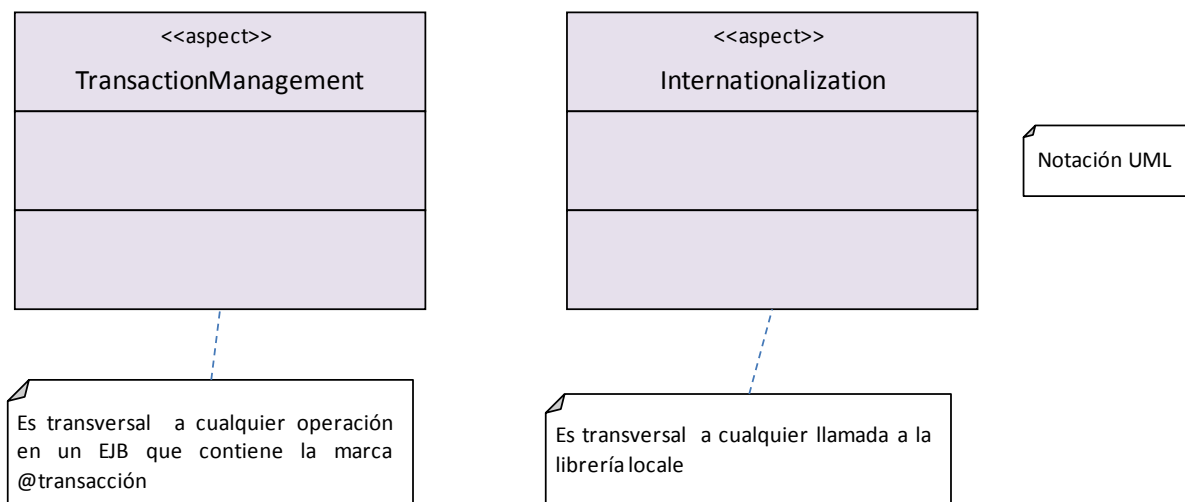 <<aspect>>
TransactionManagement
<<aspect>>
Internationalization
Notación UML
Es transversal a cualquier operación
en un EJB que contiene la marca
@transacción
Es transversal a cualquier llamada a la
librería locale